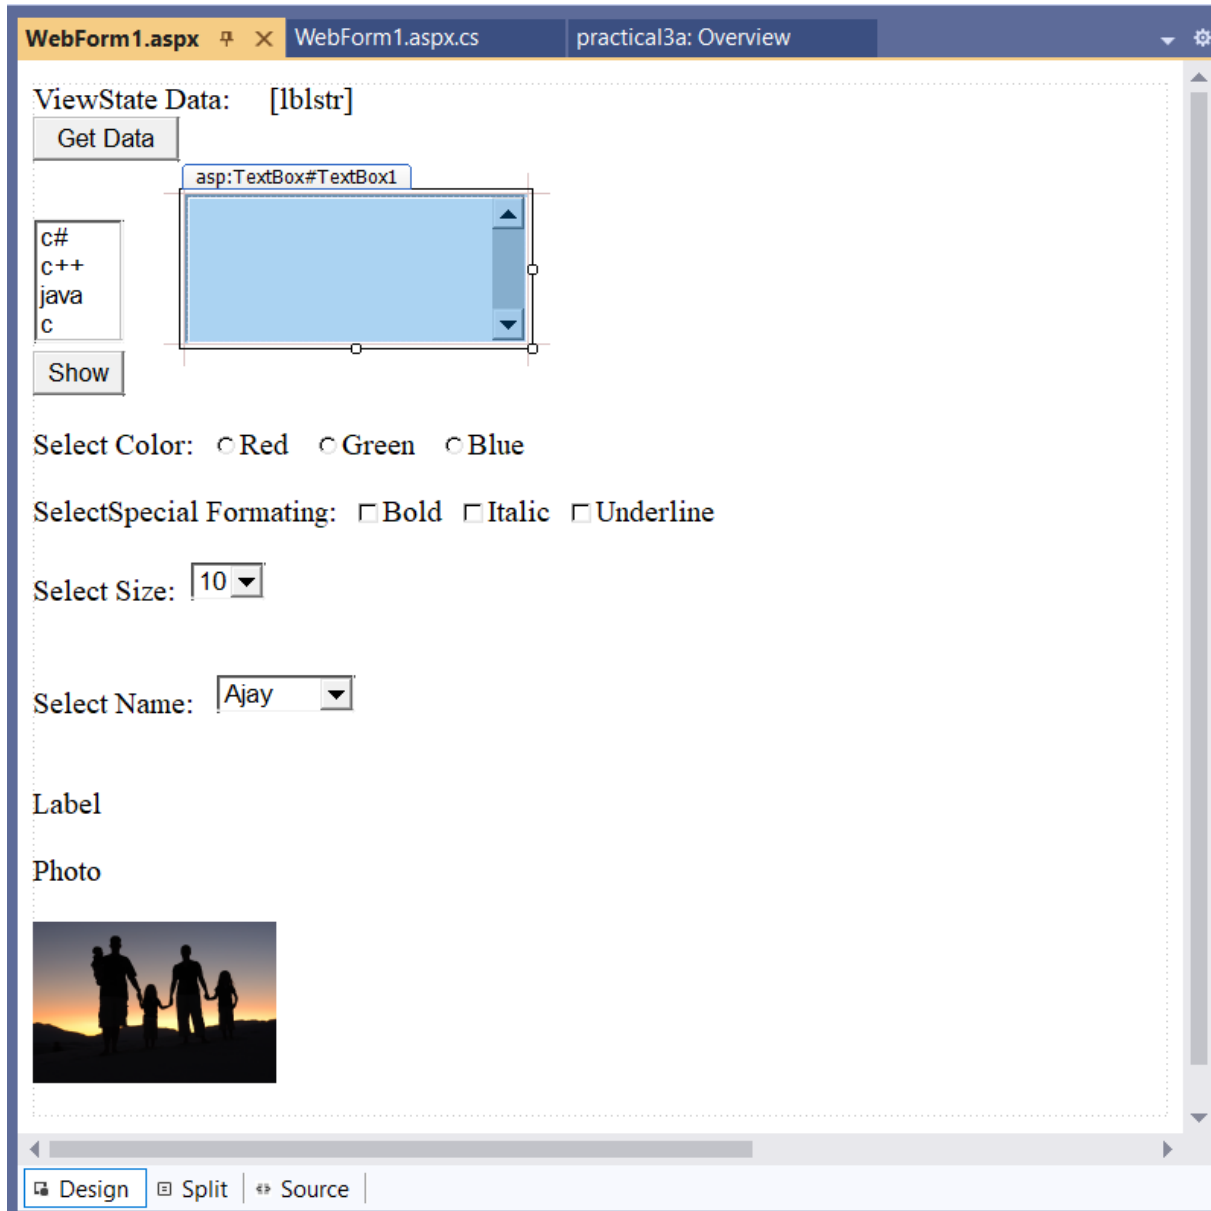 WebForm1.aspx WebForm1.aspx.cs practical3a: Overview
ViewState Data: [lblstr]
Get Data
asp:TextBox#TextBox1
c#
c++
java
c
Show
Select Color: Red Green Blue
SelectSpecial Formating: Bold Italic Underline
Select Size: 10
Select Name: Ajay
Label
Photo
Design Split Source